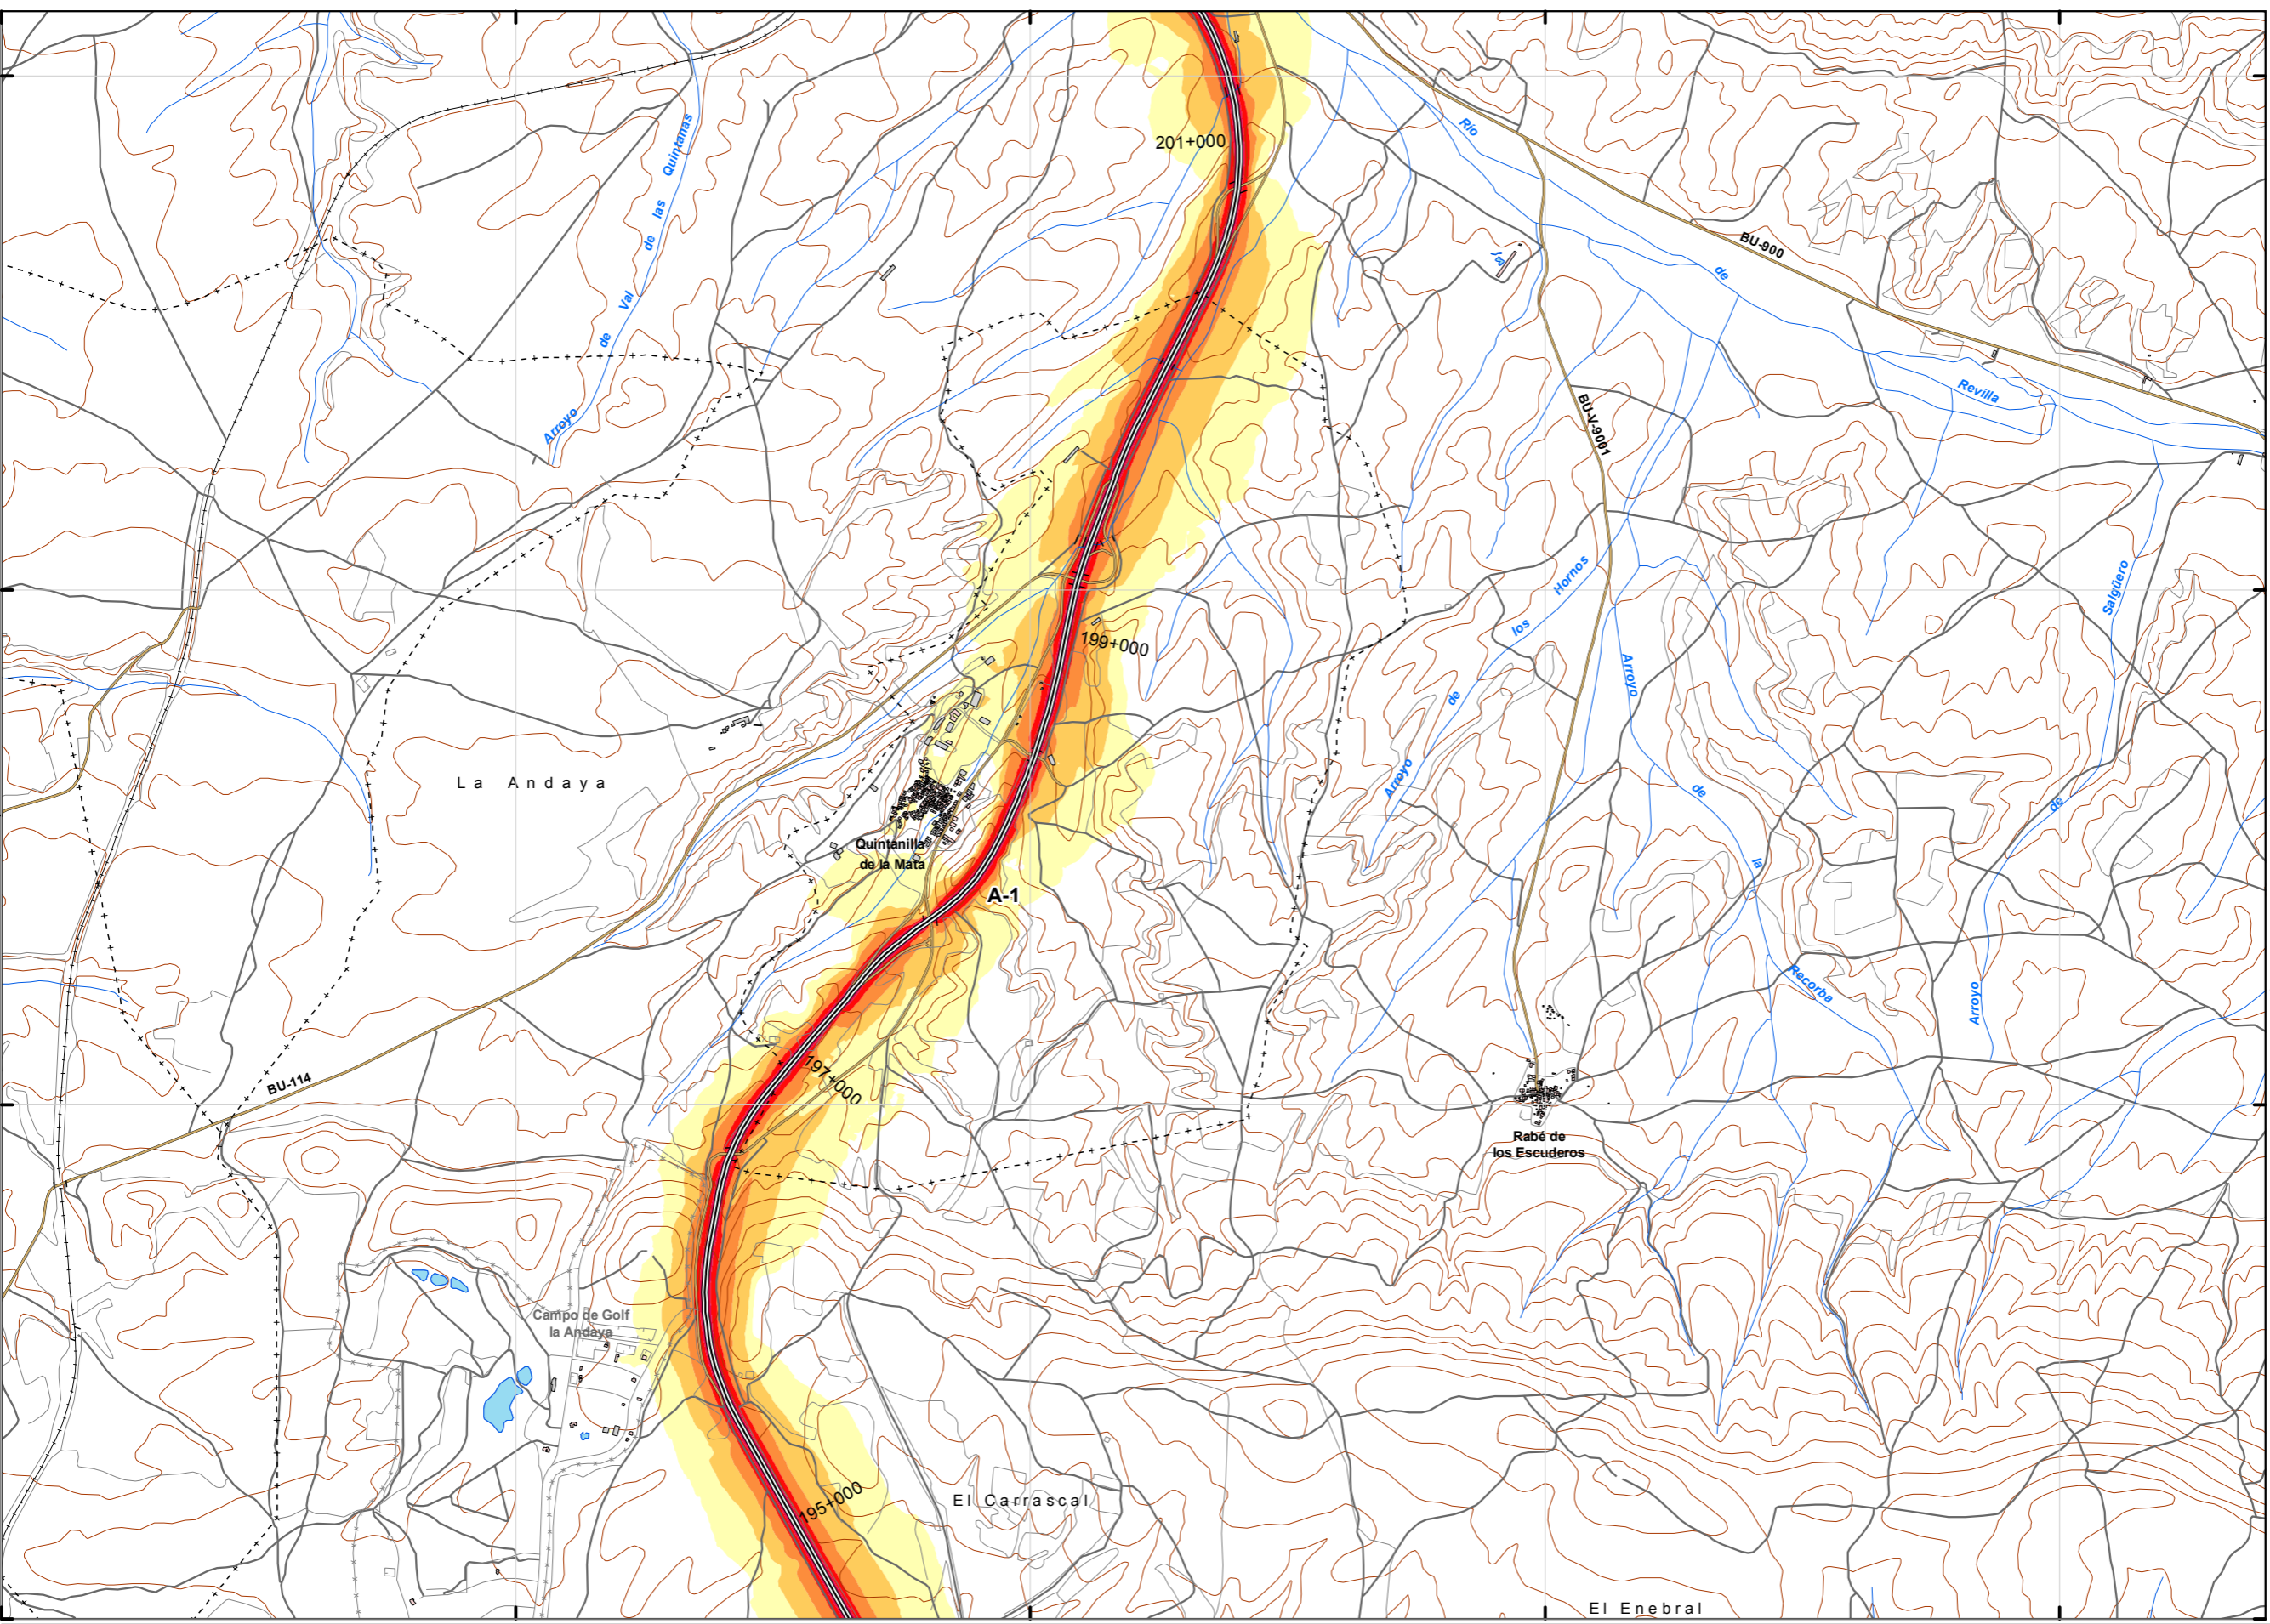 201+000
Río
de
Revilla
BU-900
Arroyo
de
Val
de las
Quintanas
BU-V-9001
199+000
Arroyo
de
los
Hornos
Arroyo
de
la
Recorba
Arroyo
de
Salgüero
La Andaya
Quintanilla
de la Mata
A-1
197+000
BU-114
Rabé de
los Escuderos
Campo de Golf
la Andaya
195+000
El Carrascal
El Enebral